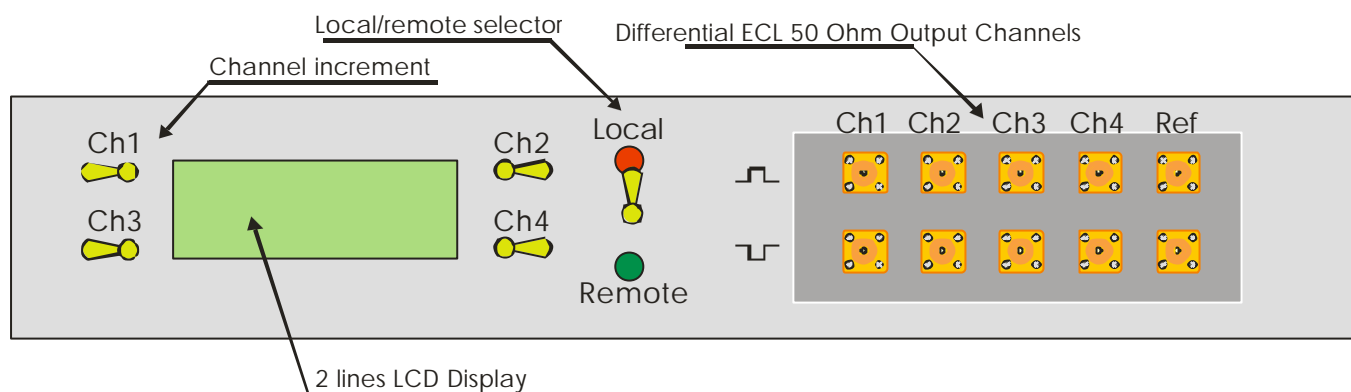 Local/remote selector
Differential ECL 50 Ohm Output Channels
Channel increment
Ch1 Ch2 Ch3 Ch4 Ref
Local
Ch1
Ch2
Ch3
Ch4
Remote
2 lines LCD Display